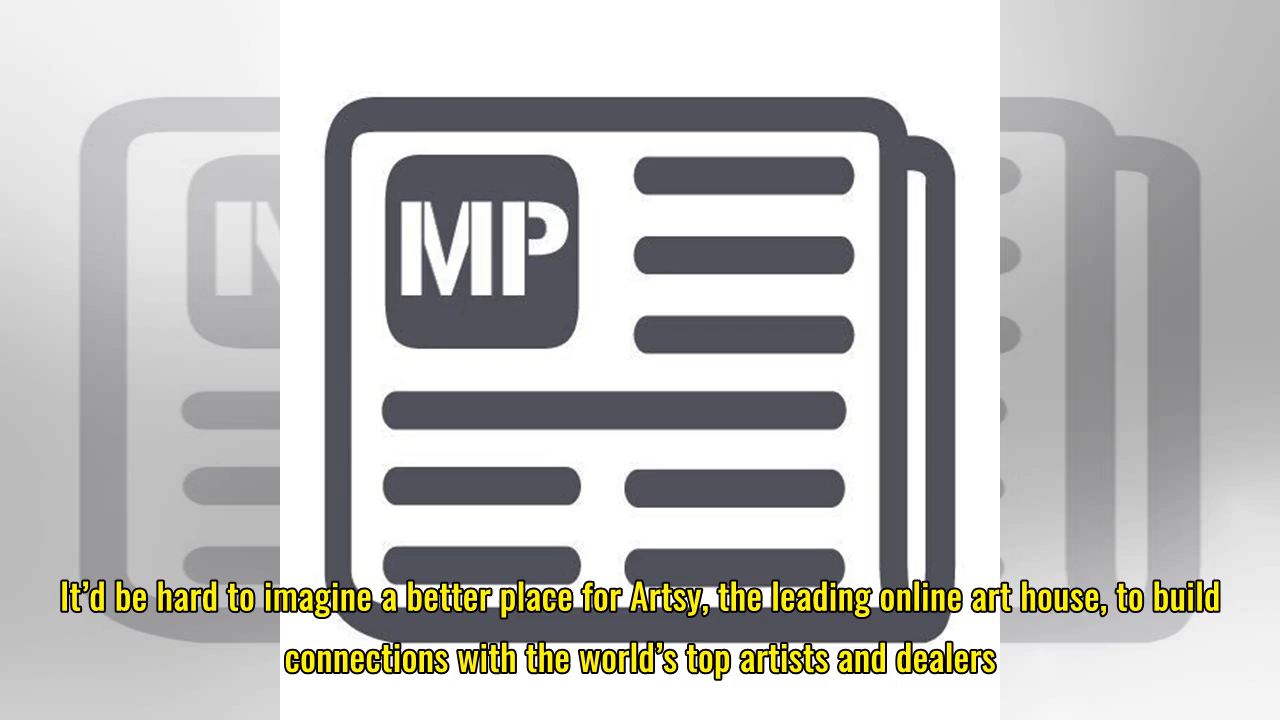 MP
It’d be hard to imagine a better place for Artsy, the leading online art house, to build
connections with the world’s top artists and dealers